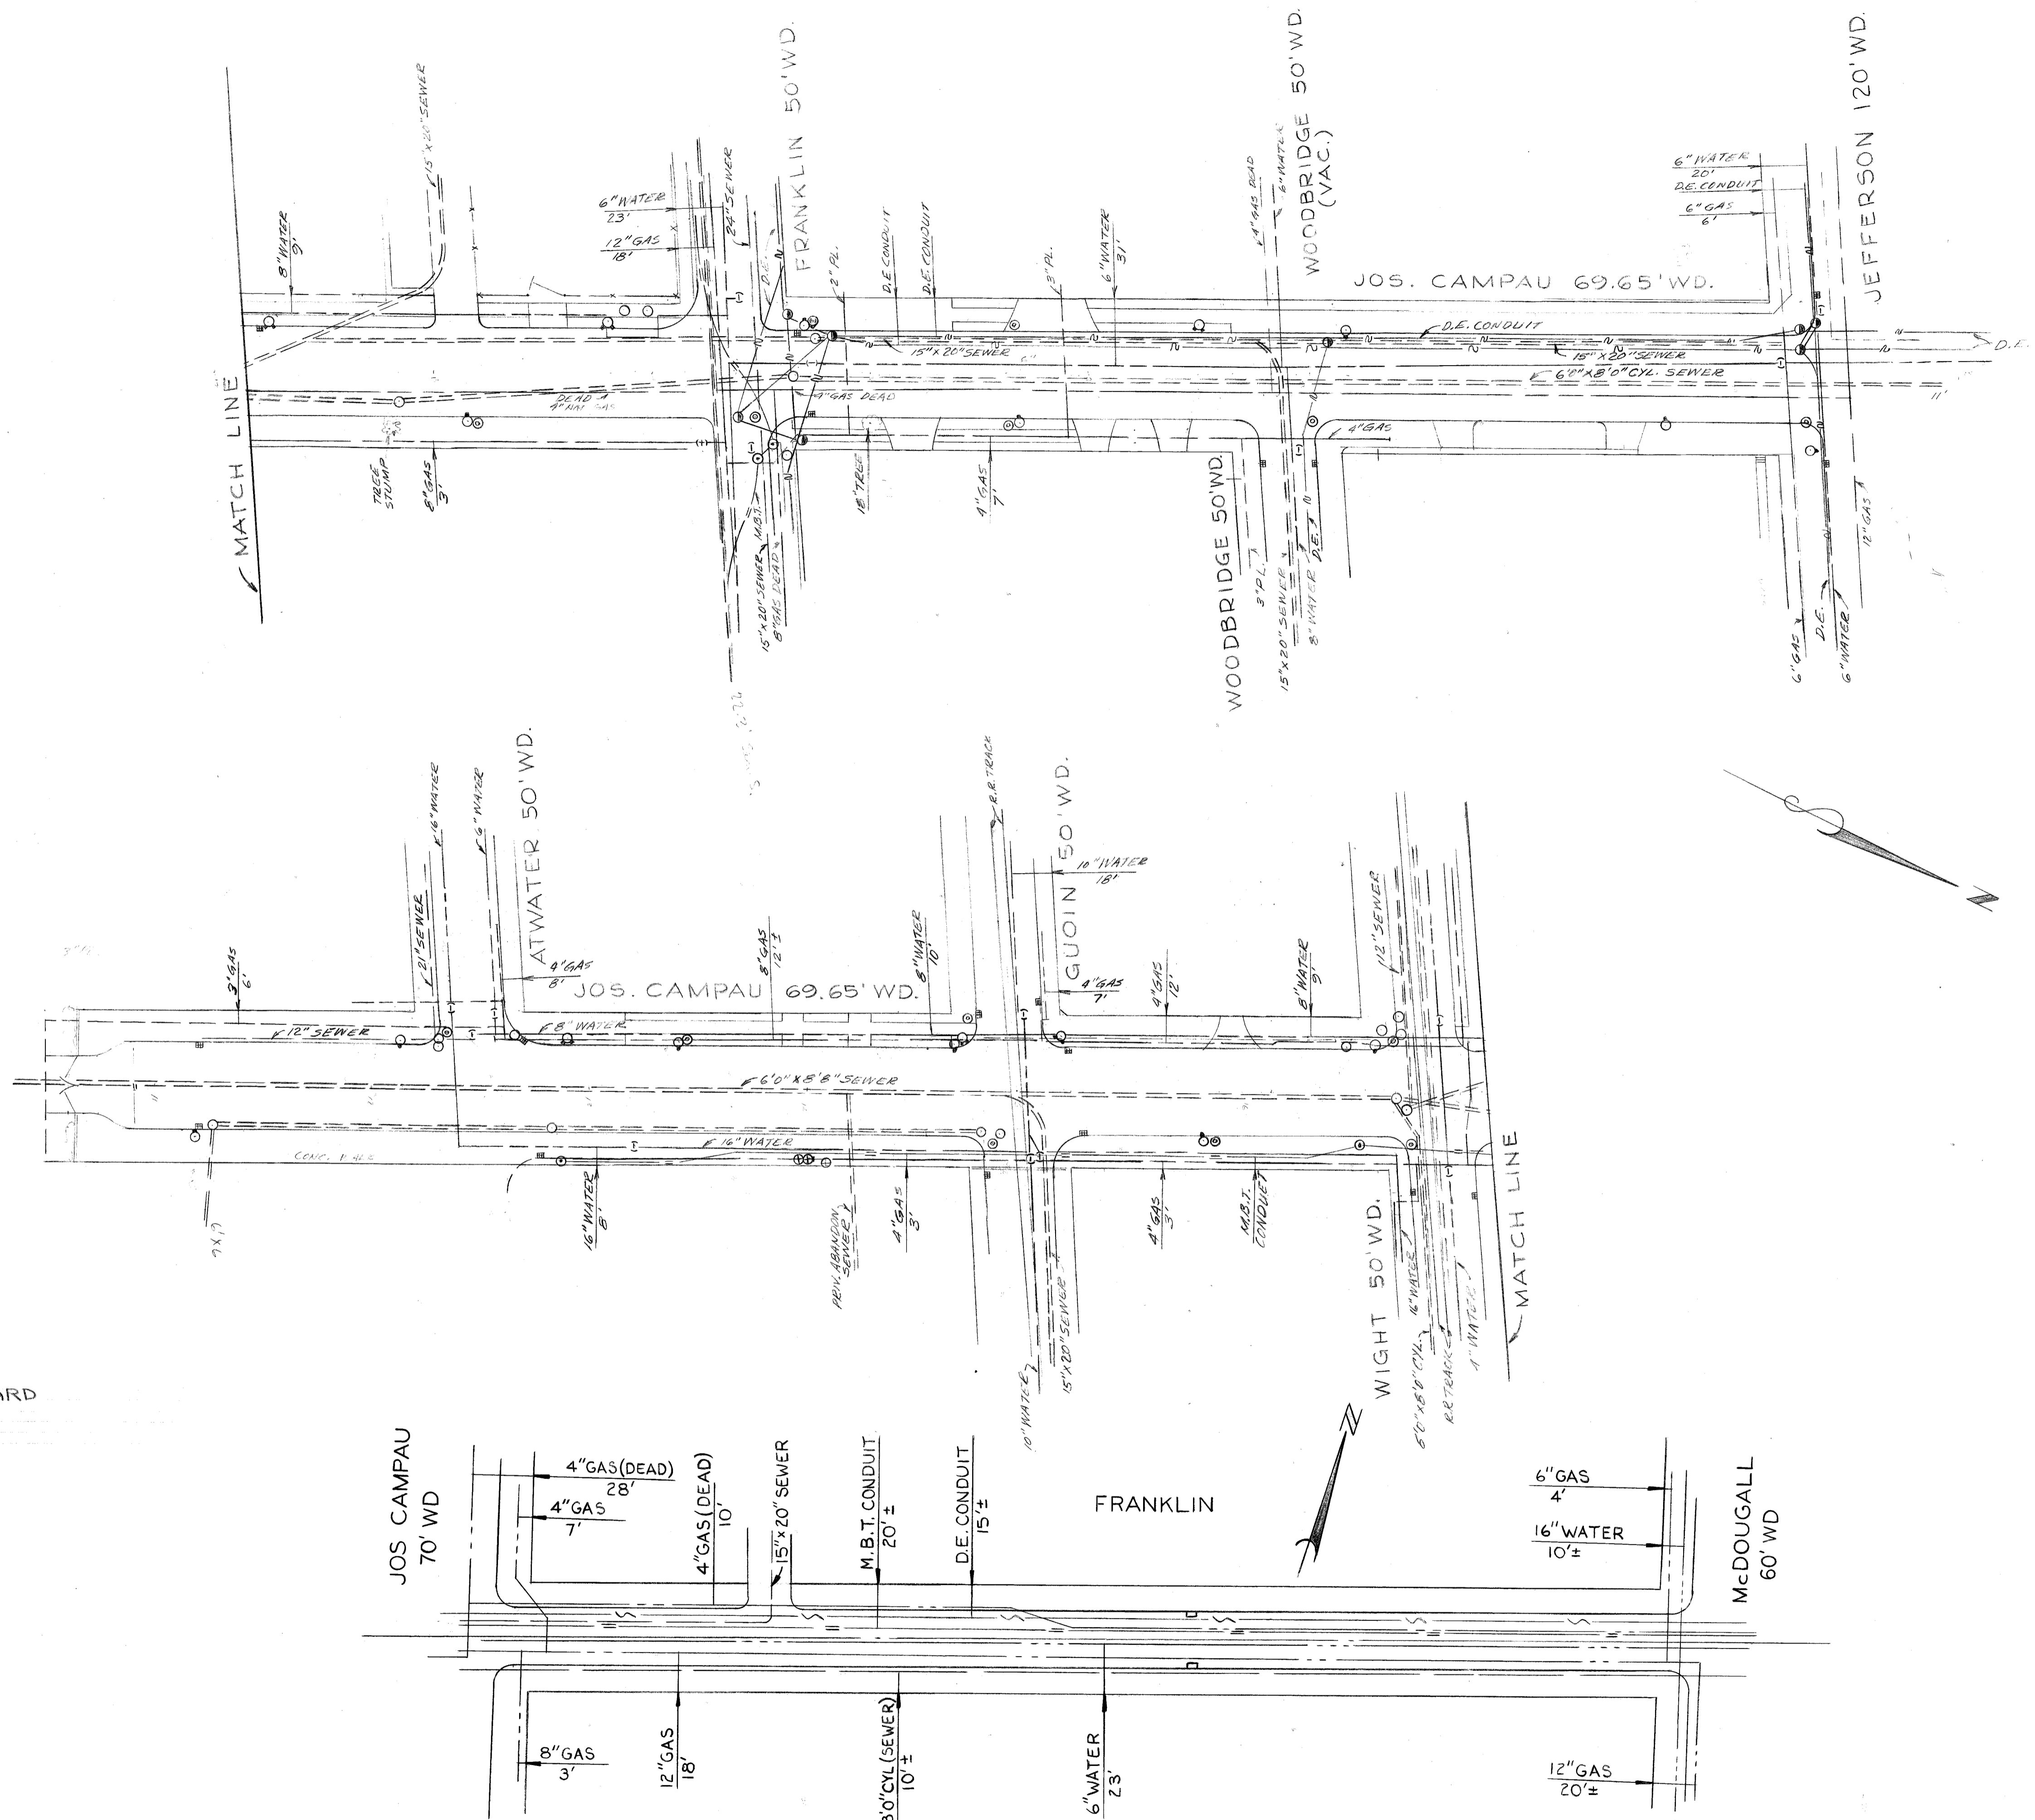 15"x20" SEWER
FRANKLIN 50' WD.
WOODBRIDGE 50' WD.
(VAC.)
JEFFERSON 120' WD.
8" WATER
9'
6" WATER
23'
12" GAS
18'
24" SEWER
D.E.
2" PL.
D.E. CONDUIT
D.E. CONDUIT
3" PL.
6" WATER
31'
4" GAS DEAD
6" WATER
6" WATER
20'
D.E. CONDUIT
6" GAS
6'
JOS. CAMPAU 69.65' WD.
D.E. CONDUIT
15"x20" SEWER
15"x20" SEWER
6'0"x8'0" CYL. SEWER
D.E.
11'
MATCH LINE
DEAD
4" GAS DEAD
4" GAS
TREE
STUMP
8" GAS
3'
18" TREE
4" GAS
7'
15"x20" SEWER
M.B.T.
8" GAS DEAD
WOODBRIDGE 50' WD.
3" PL.
15"x20" SEWER
8" WATER
D.E.
6" GAS
D.E.
6" WATER
12" GAS
16" WATER
6" WATER
ATWATER 50' WD.
R.R. TRACK
GUOIN 50' WD.
10" WATER
18'
3" GAS
6'
21" SEWER
4" GAS
8'
JOS. CAMPAU 69.65' WD.
8" GAS
12'±
8" WATER
10'
4" GAS
7'
4" GAS
12'
8" WATER
9'
12" SEWER
12" SEWER
8" WATER
6'0"x8'8" SEWER
16" WATER
CONC.
16" WATER
8'
PRIV. ABANDON
SEWER
4" GAS
3'
4" GAS
3'
M.B.T.
CONDUIT
10" WATER
15"x20" SEWER
WIGHT 50' WD.
6'0"x8'0" CYL.
16" WATER
R.R. TRACK
MATCH LINE
N
ARD
N
JOS CAMPAU
70' WD
4" GAS (DEAD)
28'
4" GAS
7'
4" GAS (DEAD)
10'
15"x20" SEWER
M.B.T. CONDUIT
20'±
D.E. CONDUIT
15'±
FRANKLIN
6" GAS
4'
16" WATER
10'±
McDOUGALL
60' WD
8" GAS
3'
12" GAS
18'
8'0" CYL (SEWER)
10'±
6" WATER
23'
12" GAS
20'±